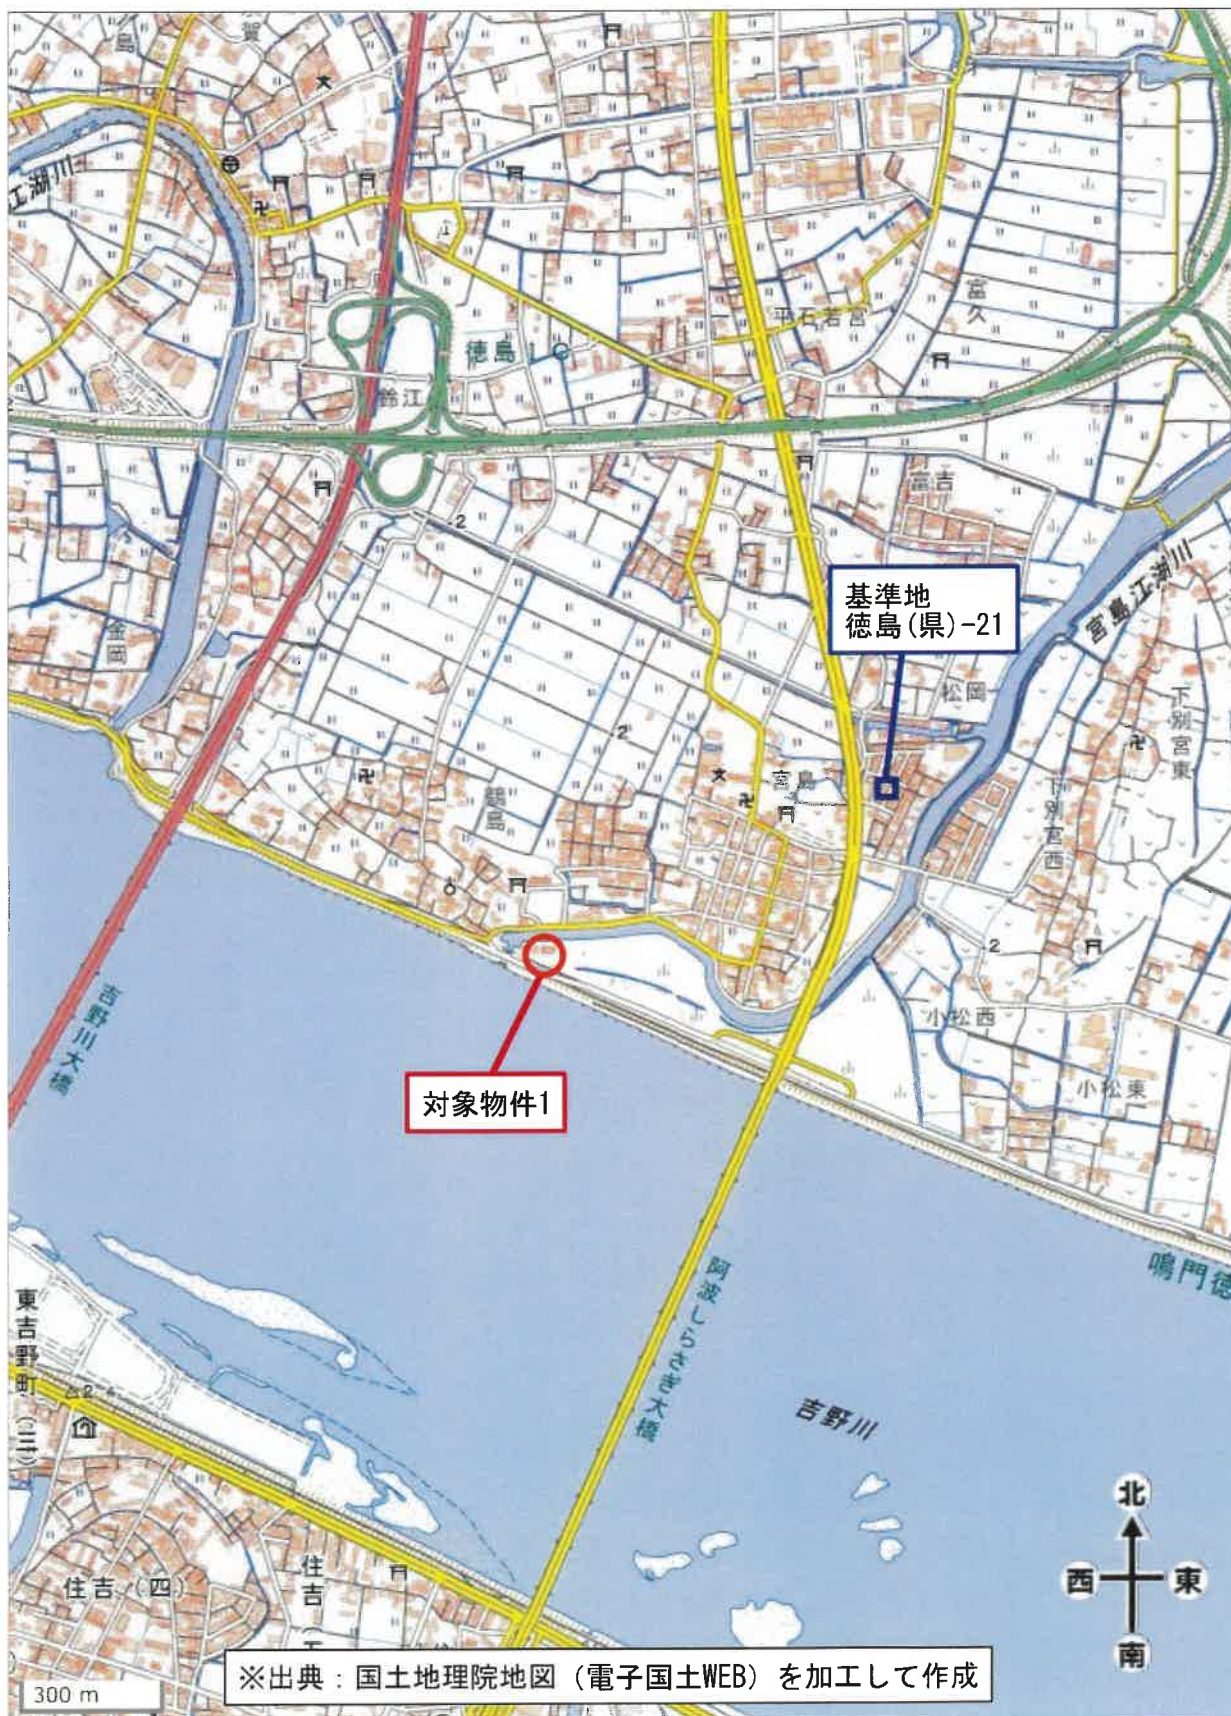 江湖川
徳島
鈴江
平石若宮
富久
富吉
2
金岡
基準地
徳島(県)-21
宮島江湖川
松岡
下別宮東
2
鶴島
宮島
下別宮西
2
小松西
小松東
吉野川大橋
対象物件1
阿波しらさぎ大橋
鳴門徳
東吉野町(三)
2
吉野川
北
西
東
南
住吉(四)
住吉
※出典:国土地理院地図(電子国土WEB)を加工して作成
300 m